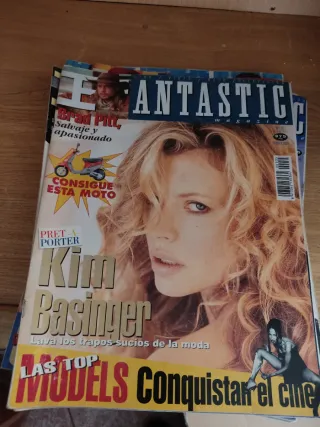 FANTASTIC
magazine
Brad Pitt,
Salvaje y
apasionado
CONSIGUE
ESTA MOTO
PRET-A
PORTER
Kim
Basinger
Lava los trapos sucios de la moda
LAS TOP
MODELS Conquistan el cine